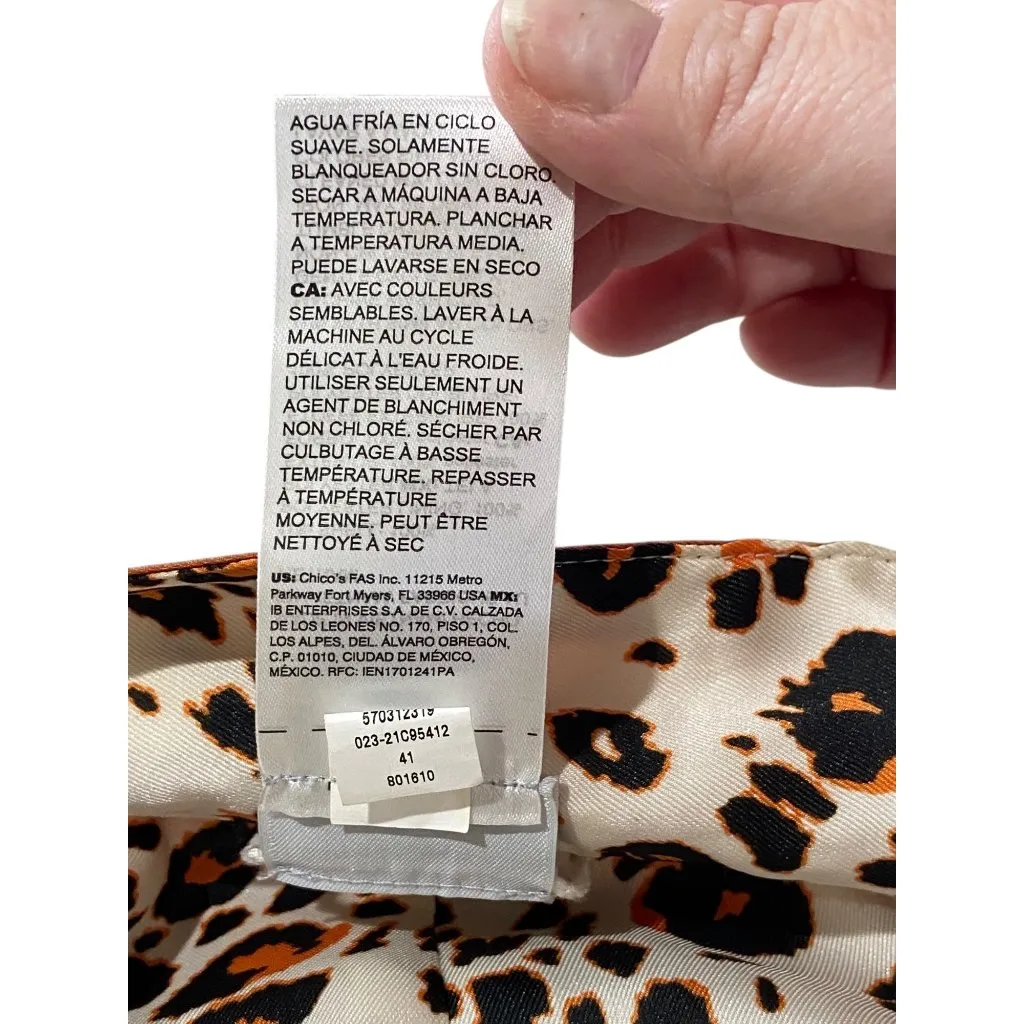 AGUA FRÍA EN CICLO
SUAVE. SOLAMENTE
BLANQUEADOR SIN CLORO.
SECAR A MÁQUINA A BAJA
TEMPERATURA. PLANCHAR
A TEMPERATURA MEDIA.
PUEDE LAVARSE EN SECO
CA: AVEC COULEURS
SEMBLABLES. LAVER À LA
MACHINE AU CYCLE
DÉLICAT À L'EAU FROIDE.
UTILISER SEULEMENT UN
AGENT DE BLANCHIMENT
NON CHLORÉ. SÉCHER PAR
CULBUTAGE À BASSE
TEMPÉRATURE. REPASSER
À TEMPÉRATURE
MOYENNE. PEUT ÊTRE
NETTOYÉ À SEC
US: Chico's FAS Inc. 11215 Metro
Parkway Fort Myers, FL 33966 USA MX:
IB ENTERPRISES S.A. DE C.V. CALZADA
DE LOS LEONES NO. 170, PISO 1, COL.
LOS ALPES, DEL. ÁLVARO OBREGÓN,
C.P. 01010, CIUDAD DE MÉXICO,
MÉXICO. RFC: IEN1701241PA
570312319
023-21C95412
41
801610